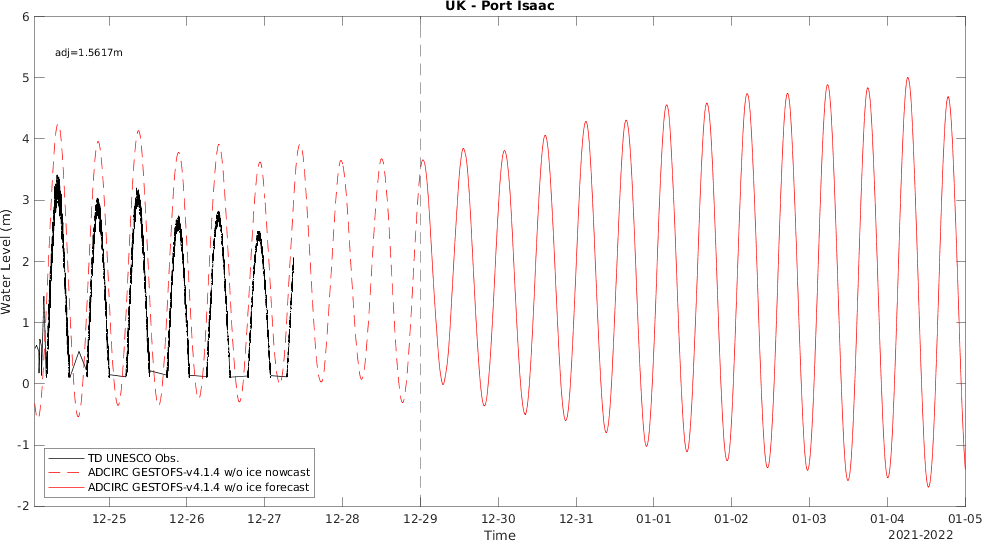 UK - Port Isaac
adj=1.5617m
Water Level (m)
6
5
4
3
2
1
0
-1
-2
TD UNESCO Obs.
ADCIRC GESTOFS-v4.1.4 w/o ice nowcast
ADCIRC GESTOFS-v4.1.4 w/o ice forecast
12-25 12-26 12-27 12-28 12-29 12-30 12-31 01-01 01-02 01-03 01-04 01-05
Time
2021-2022